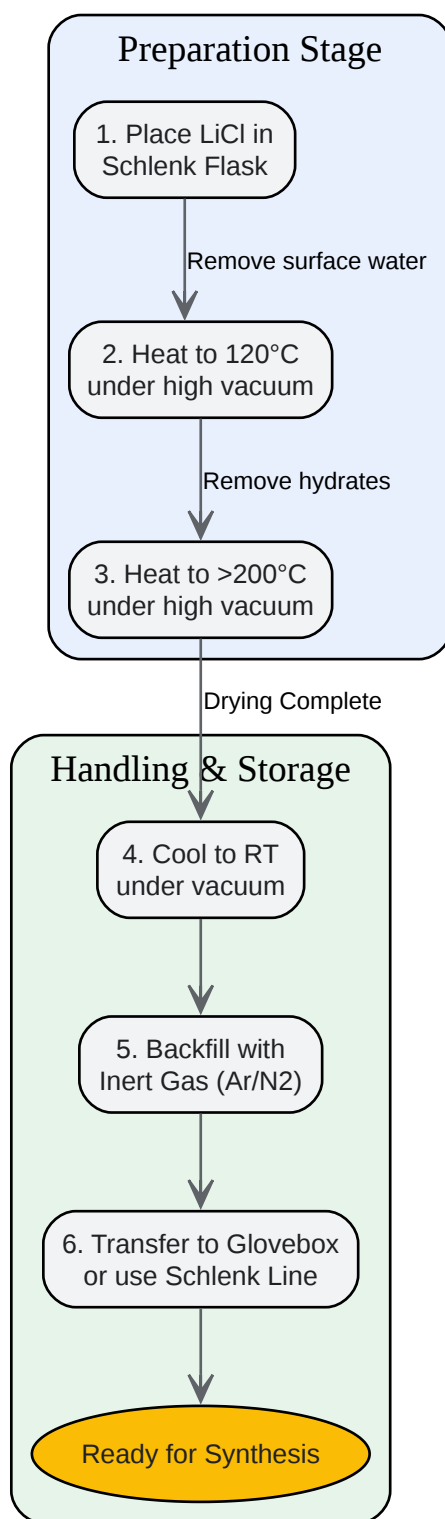 Preparation Stage
1. Place LiCl in
Schlenk Flask
Remove surface water
2. Heat to 120°C
under high vacuum
Remove hydrates
3. Heat to >200°C
under high vacuum
Drying Complete
Handling & Storage
4. Cool to RT
under vacuum
5. Backfill with
Inert Gas (Ar/N2)
6. Transfer to Glovebox
or use Schlenk Line
Ready for Synthesis